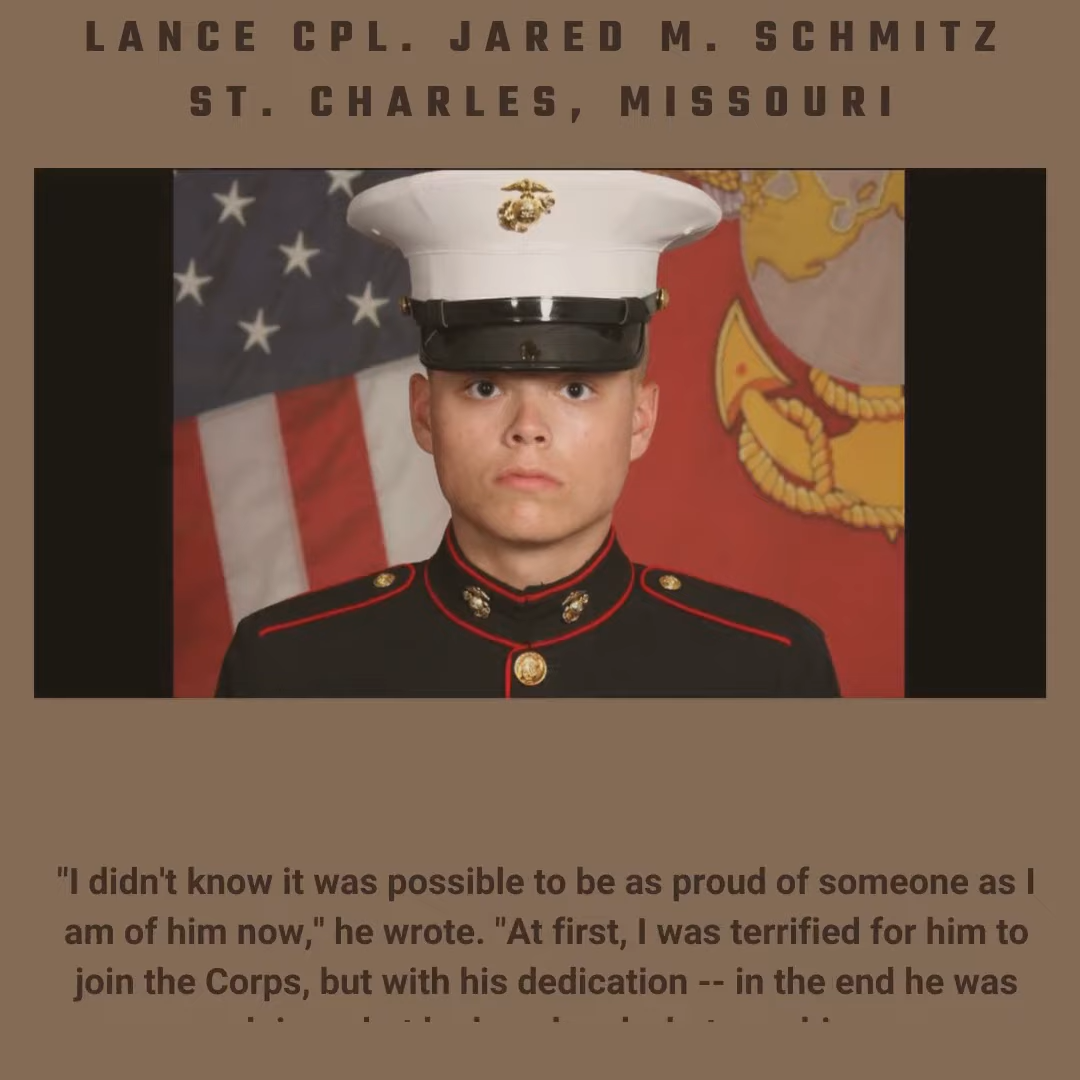 LANCE CPL. JARED M. SCHMITZ
ST. CHARLES, MISSOURI
"I didn't know it was possible to be as proud of someone as I
am of him now," he wrote. "At first, I was terrified for him to
join the Corps, but with his dedication -- in the end he was